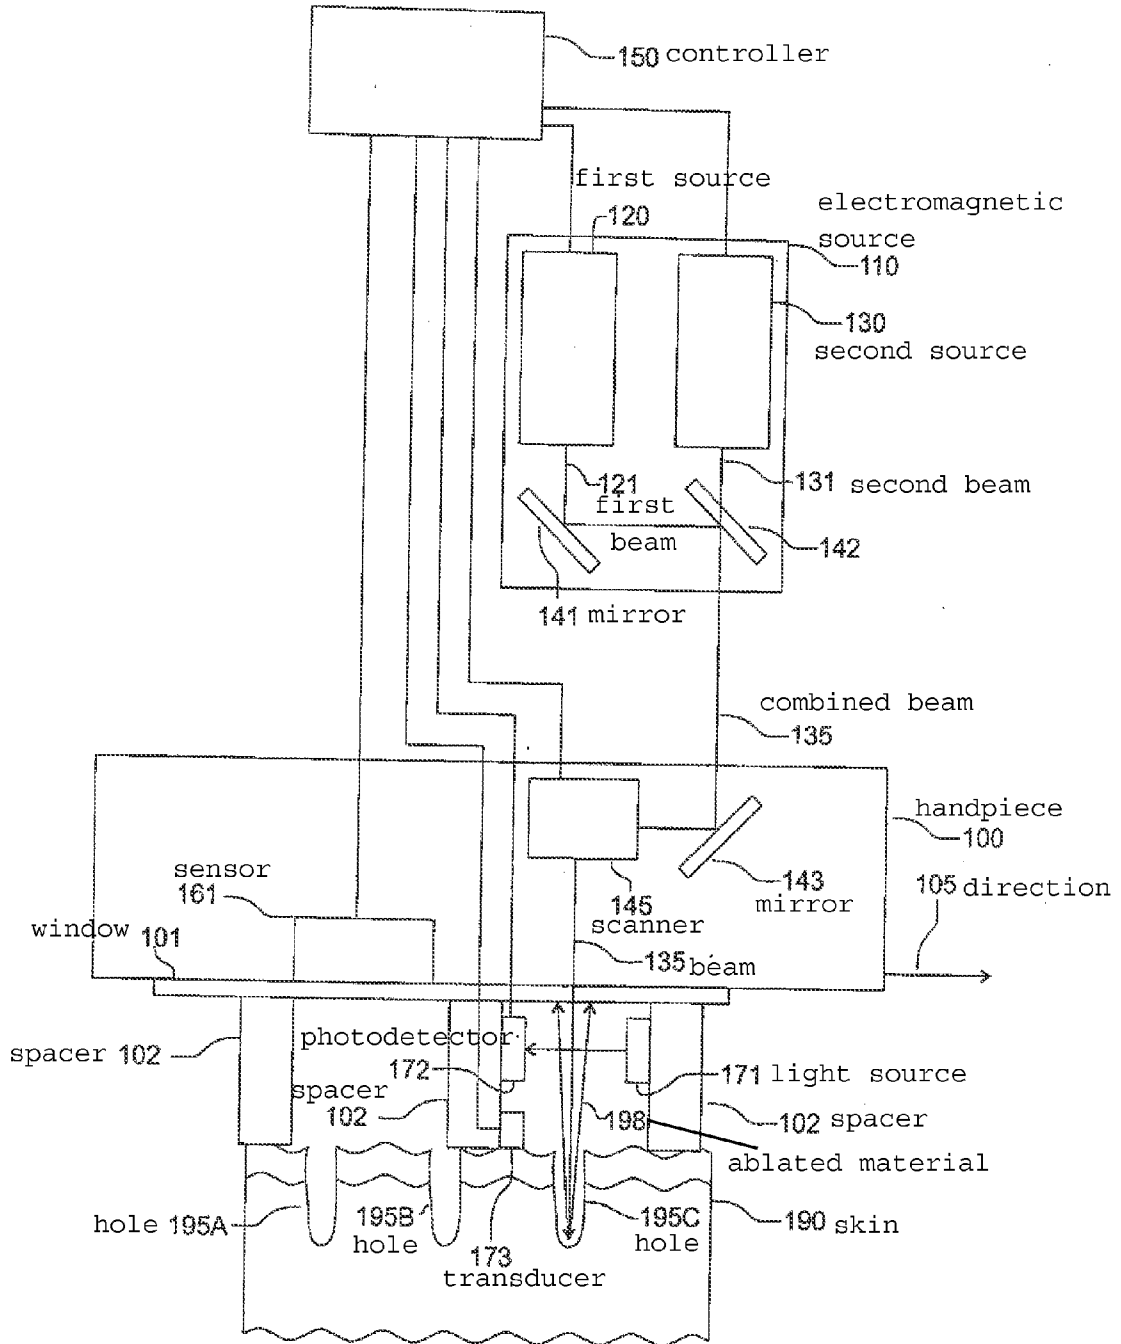 150 controller
first source
120
electromagnetic
source
110
130
second source
121
first
beam
131 second beam
142
141 mirror
combined beam
135
handpiece
100
sensor
161
145
scanner
143
mirror
105 direction
window 101
135 beam
photodetector
172
spacer 102
spacer
102
171 light source
198
102 spacer
ablated material
hole 195A
195B
hole
173
transducer
195C
hole
190 skin